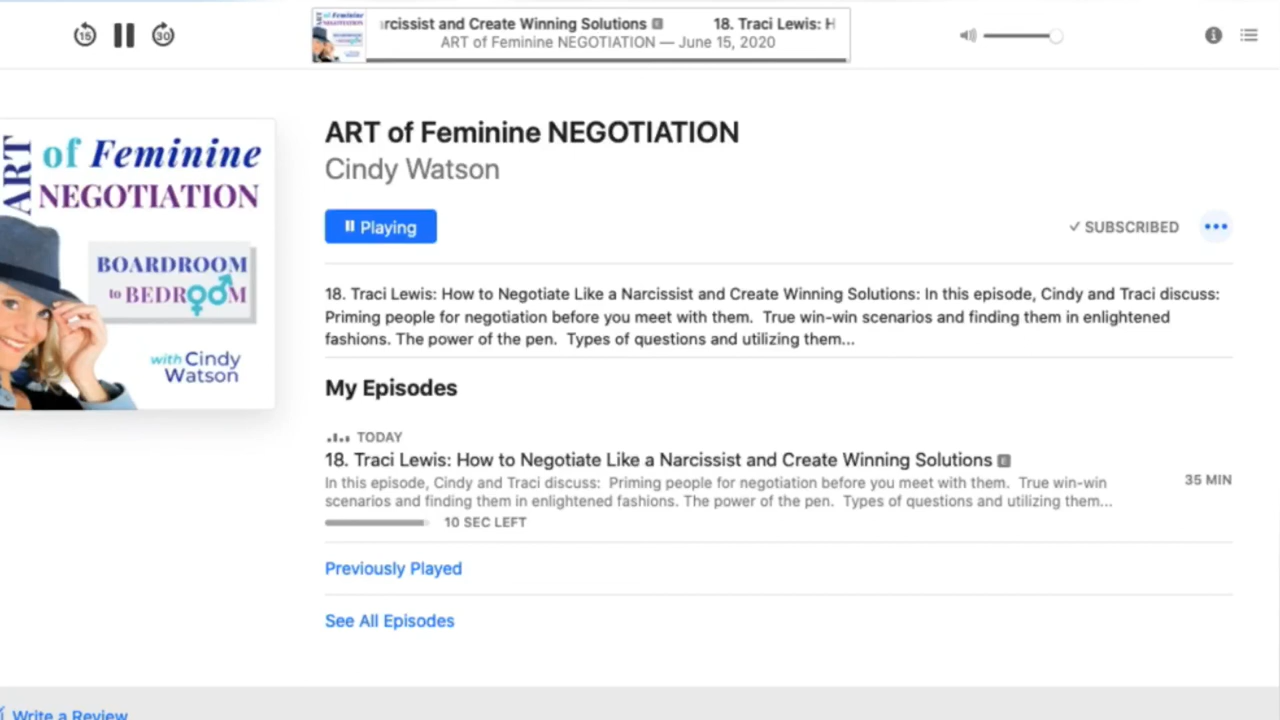 15
30
rcissist and Create Winning Solutions E 18. Traci Lewis: H
ART of Feminine NEGOTIATION — June 15, 2020
ART of Feminine NEGOTIATION
Cindy Watson
Playing
✓ SUBSCRIBED
18. Traci Lewis: How to Negotiate Like a Narcissist and Create Winning Solutions: In this episode, Cindy and Traci discuss:
Priming people for negotiation before you meet with them. True win-win scenarios and finding them in enlightened
fashions. The power of the pen. Types of questions and utilizing them...
My Episodes
TODAY
18. Traci Lewis: How to Negotiate Like a Narcissist and Create Winning Solutions E
In this episode, Cindy and Traci discuss: Priming people for negotiation before you meet with them. True win-win
scenarios and finding them in enlightened fashions. The power of the pen. Types of questions and utilizing them...
35 MIN
10 SEC LEFT
Previously Played
See All Episodes
Write a Review
ART of Feminine
NEGOTIATION
BOARDROOM
to BEDROOM
with Cindy
Watson